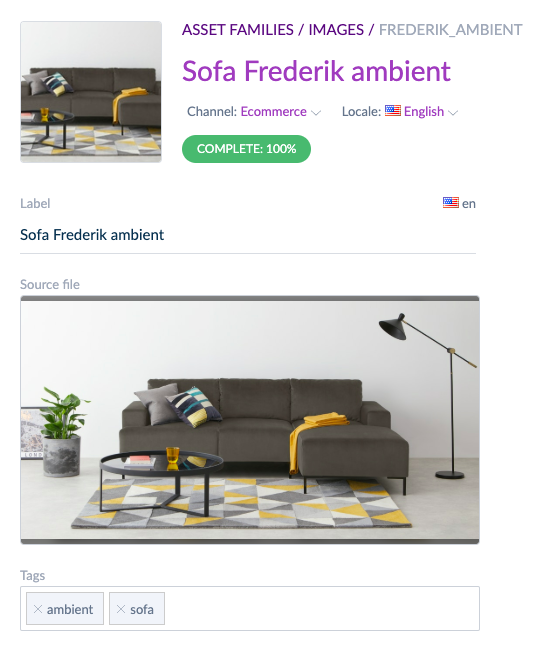 ASSET FAMILIES / IMAGES / FREDERIK_AMBIENT
Sofa Frederik ambient
Channel: Ecommerce Locale: English
COMPLETE: 100%
Label en
Sofa Frederik ambient
Source file
Tags
ambient sofa